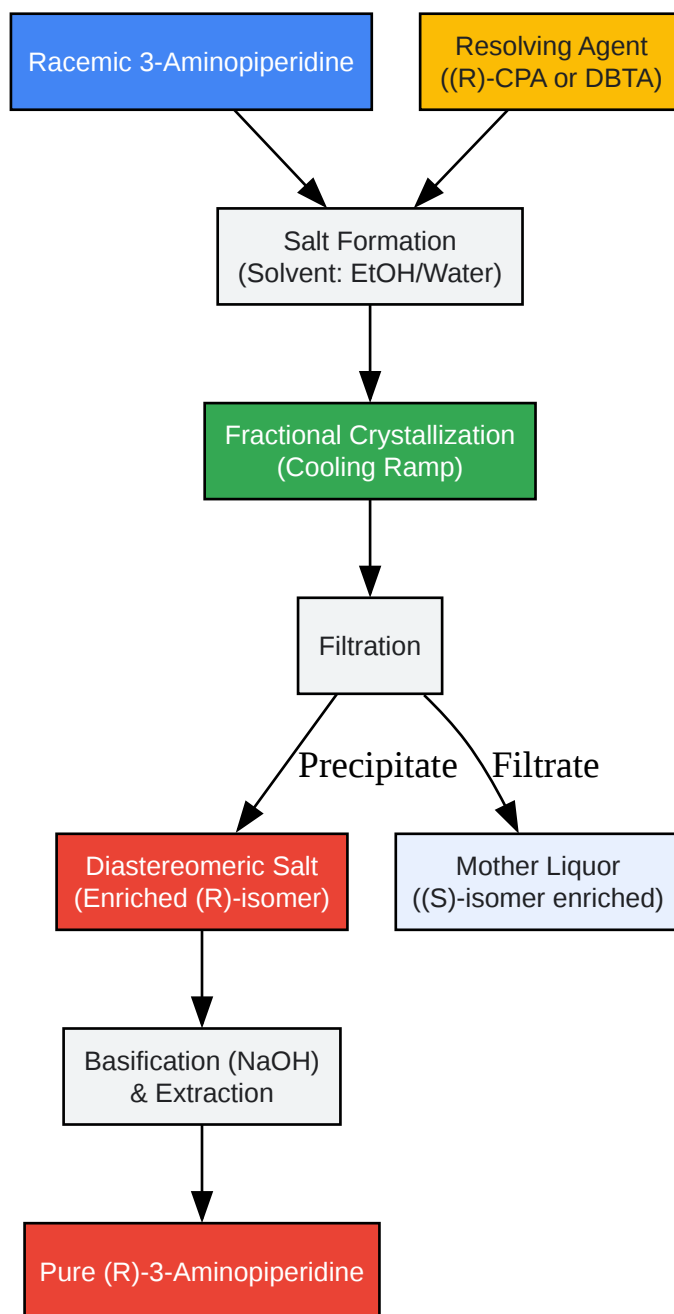 Racemic 3-Aminopiperidine
Resolving Agent
((R)-CPA or DBTA)
Salt Formation
(Solvent: EtOH/Water)
Fractional Crystallization
(Cooling Ramp)
Filtration
Precipitate
Filtrate
Diastereomeric Salt
(Enriched (R)-isomer)
Mother Liquor
((S)-isomer enriched)
Basification (NaOH)
& Extraction
Pure (R)-3-Aminopiperidine